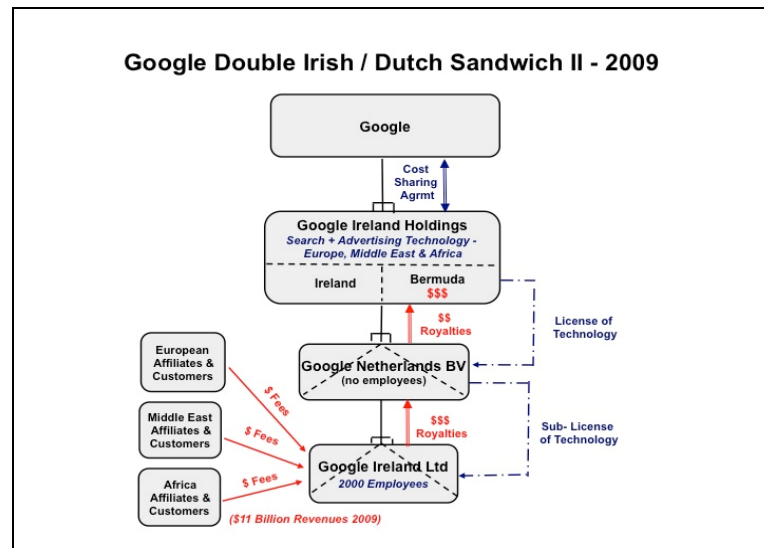 Google Double Irish / Dutch Sandwich II - 2009
Google
Cost
Sharing
Agrmt
Google Ireland Holdings
Search + Advertising Technology -
Europe, Middle East & Africa
Ireland
Bermuda
$$$
$$
Royalties
License of
Technology
European
Affiliates &
Customers
$ Fees
Google Netherlands BV
(no employees)
Middle East
Affiliates &
Customers
$ Fees
$$$
Royalties
Sub- License
of Technology
Africa
Affiliates &
Customers
$ Fees
Google Ireland Ltd
2000 Employees
($11 Billion Revenues 2009)